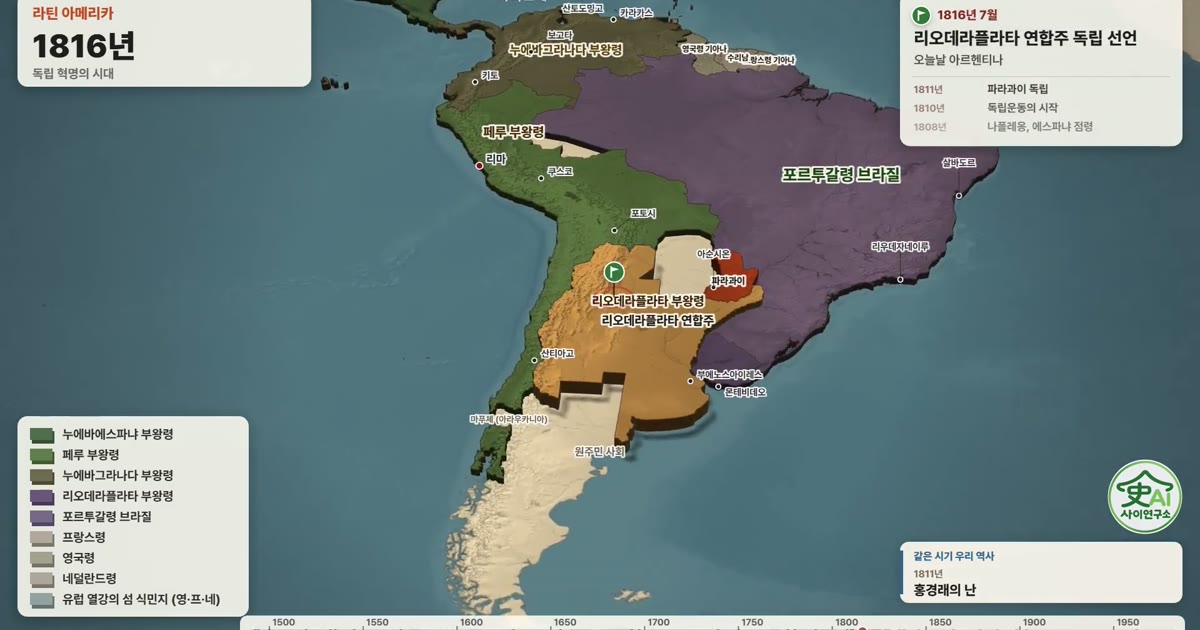 라틴 아메리카
1816년
독립 혁명의 시대
1816년 7월
리오데라플라타 연합주 독립 선언
오늘날 아르헨티나
1811년 파라과이 독립
1810년 독립운동의 시작
1808년 나폴레옹, 에스파냐 점령
산토도밍고
카라카스
보고타
누에바그라나다 부왕령
영국령 기아나
수리남
프랑스령 기아나
키토
페루 부왕령
리마
쿠스코
포르투갈령 브라질
살바도르
포토시
리우데자네이루
아순시온
파라과이
리오데라플라타 부왕령
리오데라플라타 연합주
산티아고
부에노스아이레스
몬테비데오
마푸체 (아라우카니아)
원주민 사회
누에바에스파냐 부왕령
페루 부왕령
누에바그라나다 부왕령
리오데라플라타 부왕령
포르투갈령 브라질
프랑스령
영국령
네덜란드령
유럽 열강의 섬 식민지 (영·프·네)
史AI
사이연구소
같은 시기 우리 역사
1811년
홍경래의 난
1500 1550 1600 1650 1700 1750 1800 1850 1900 1950